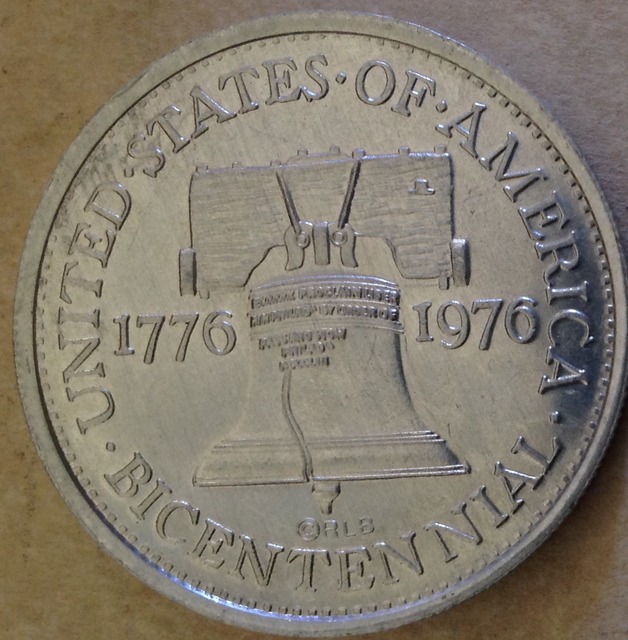 UNITED·STATES·OF·AMERICA·
1776
1976
©RLB
·BICENTENNIAL